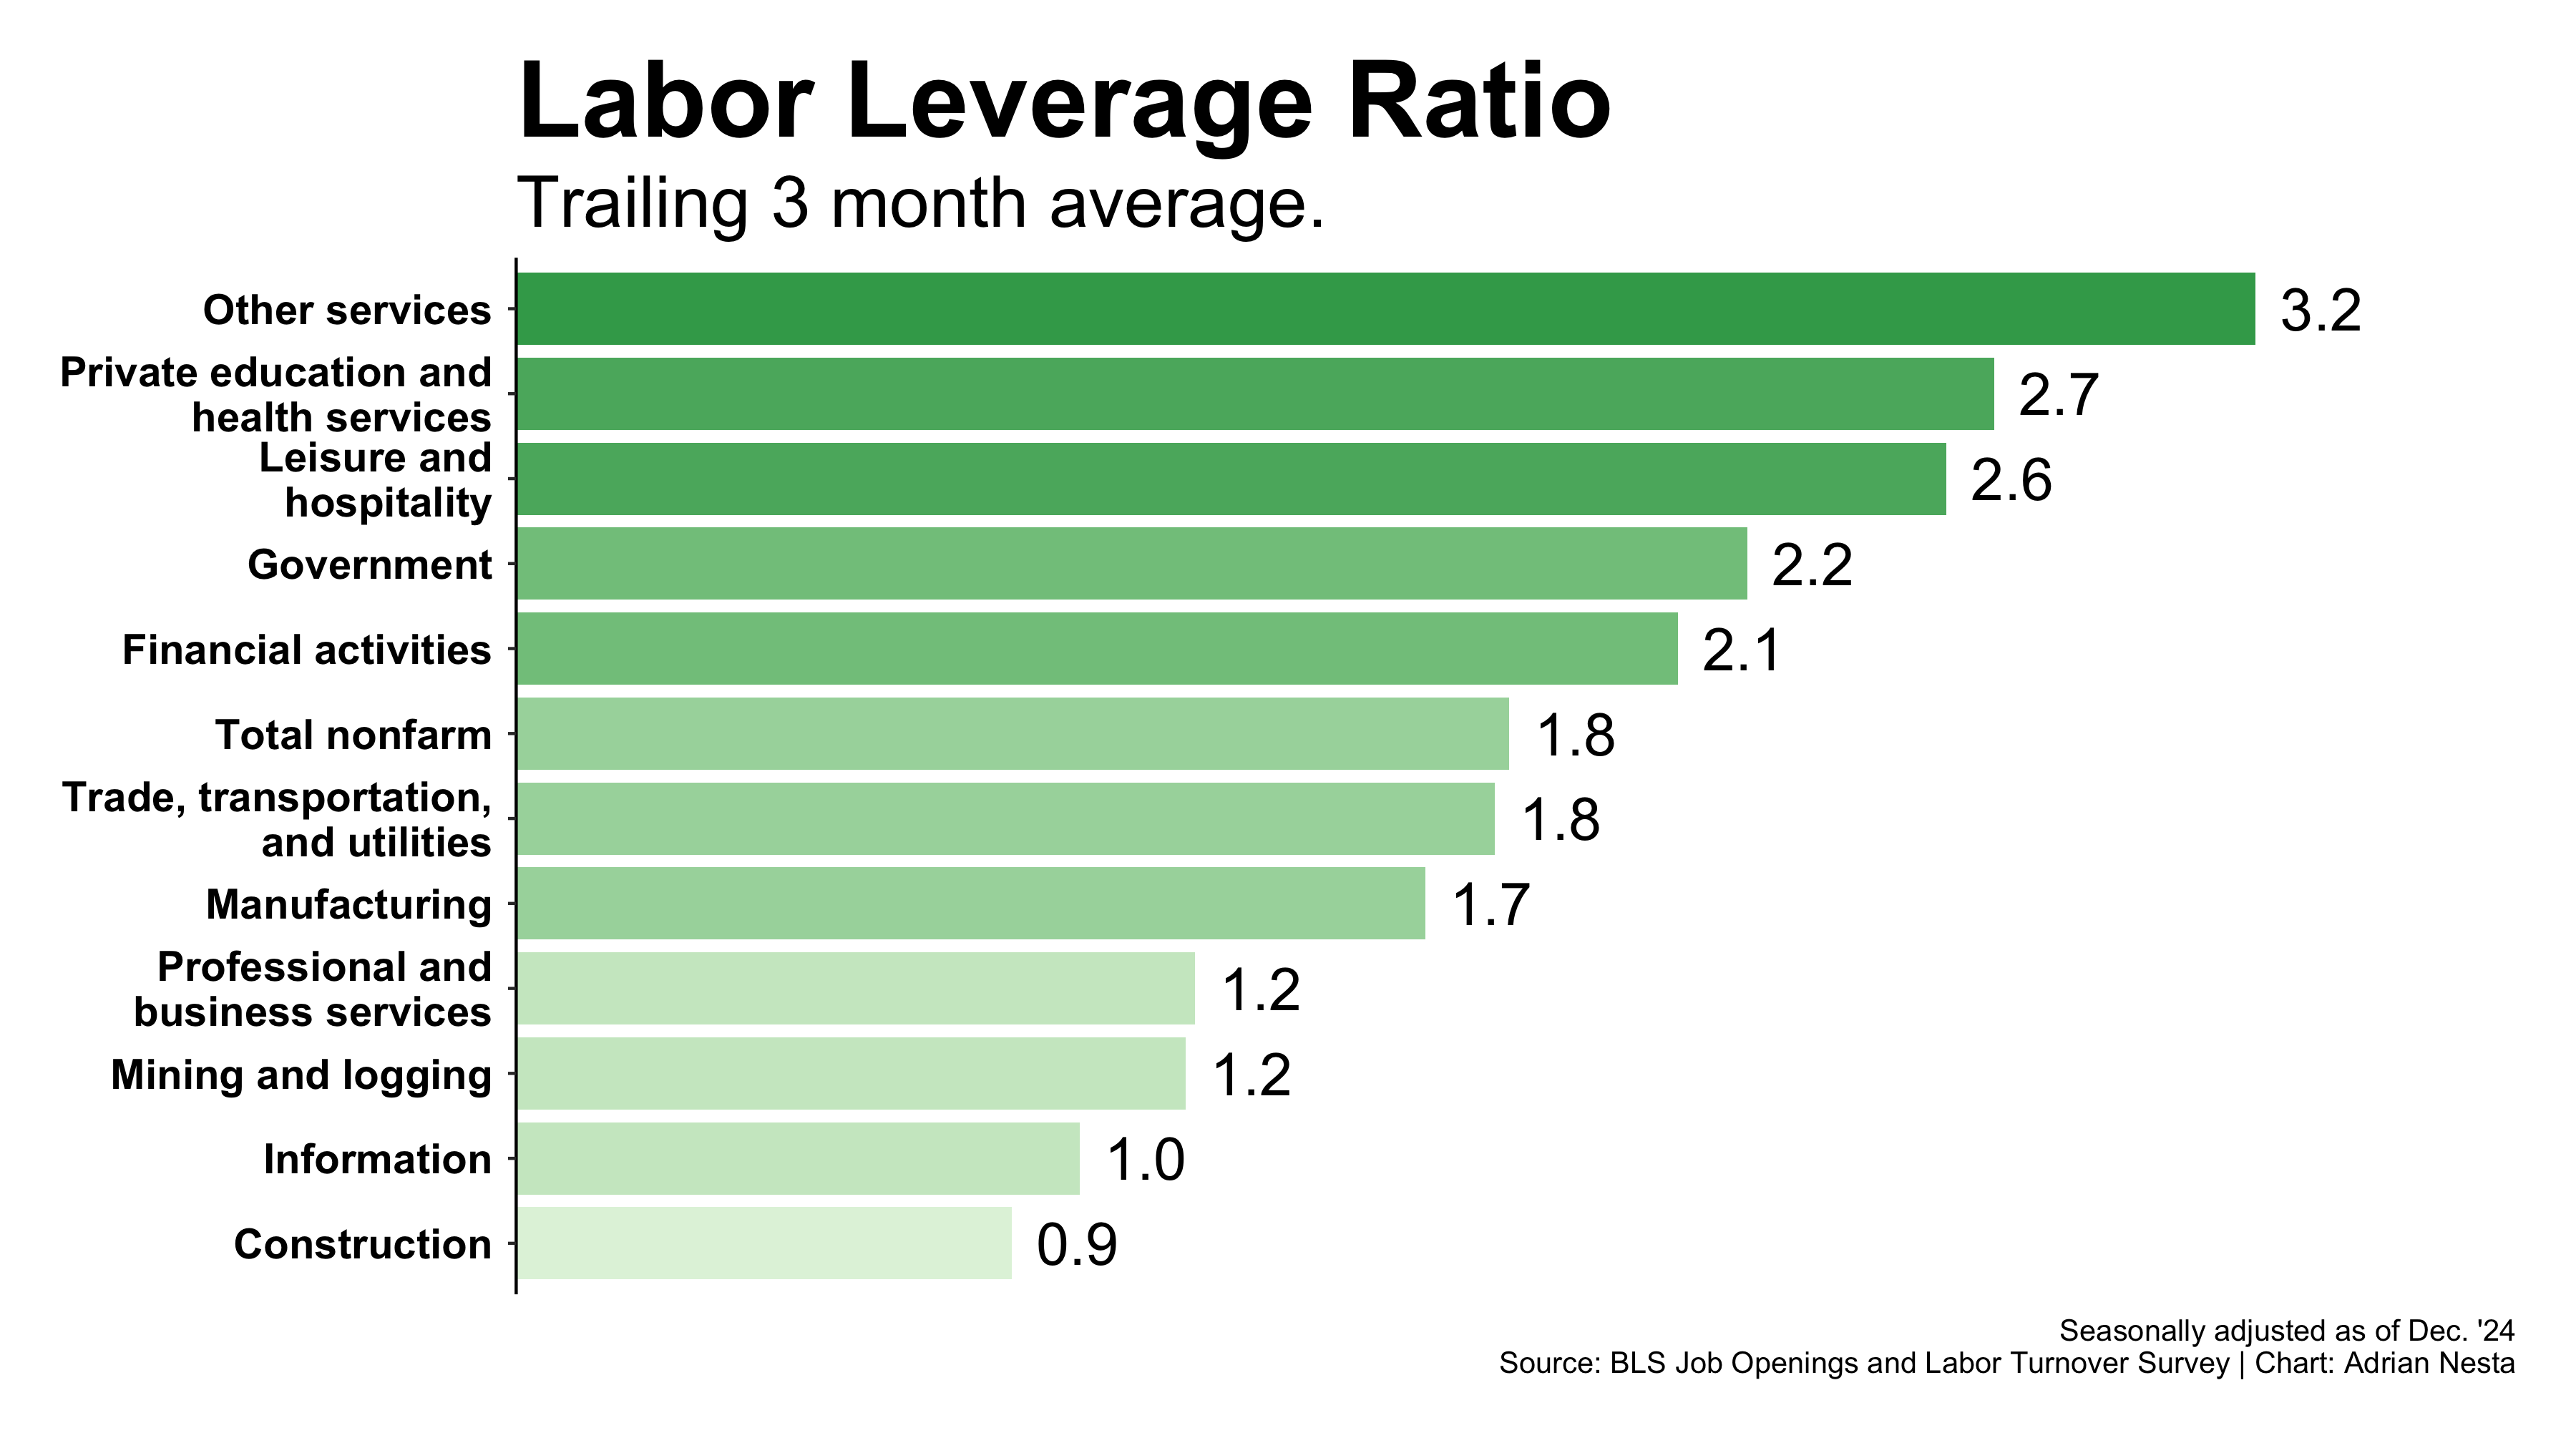 Labor Leverage Ratio
Trailing 3 month average.
Other services
3.2
Private education and
health services
2.7
Leisure and
hospitality
2.6
Government
2.2
Financial activities
2.1
Total nonfarm
1.8
Trade, transportation,
and utilities
1.8
Manufacturing
1.7
Professional and
business services
1.2
Mining and logging
1.2
Information
1.0
Construction
0.9
Seasonally adjusted as of Dec. '24
Source: BLS Job Openings and Labor Turnover Survey | Chart: Adrian Nesta